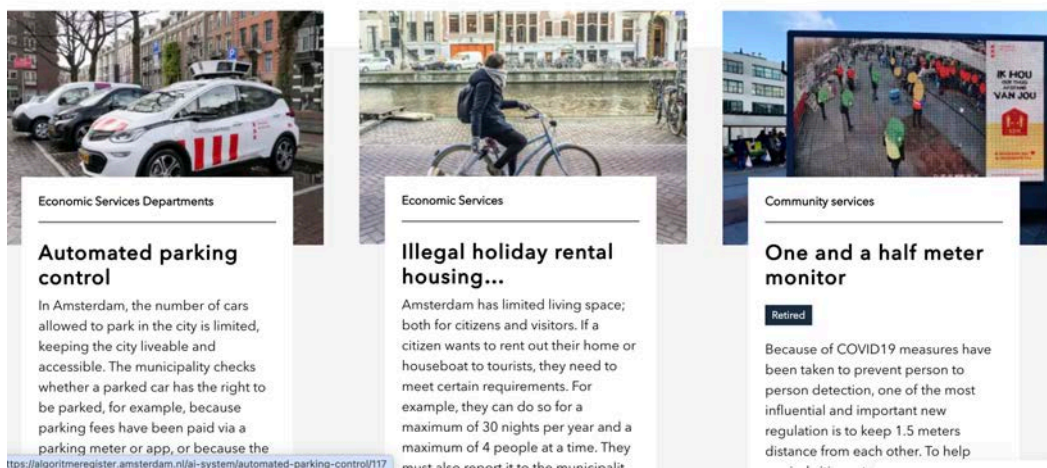 IK HOU
VAN JOU
Economic Services Departments
Automated parking
control
In Amsterdam, the number of cars
allowed to park in the city is limited,
keeping the city liveable and
accessible. The municipality checks
whether a parked car has the right to
be parked, for example, because
parking fees have been paid via a
parking meter or app, or because the
ttps://algoritmeregister.amsterdam.nl/ai-system/automated-parking-control/117
Economic Services
Illegal holiday rental
housing...
Amsterdam has limited living space;
both for citizens and visitors. If a
citizen wants to rent out their home or
houseboat to tourists, they need to
meet certain requirements. For
example, they can do so for a
maximum of 30 nights per year and a
maximum of 4 people at a time. They
must also report it to the municipalit
Community services
One and a half meter
monitor
Retired
Because of COVID19 measures have
been taken to prevent person to
person detection, one of the most
influential and important new
regulation is to keep 1.5 meters
distance from each other. To help